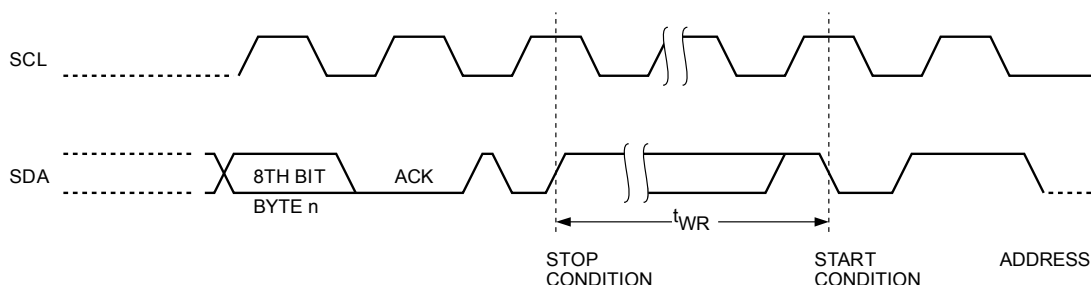 SCL
SDA
8TH BIT
ACK
BYTE n
tWR
STOP
CONDITION
START
CONDITION
ADDRESS